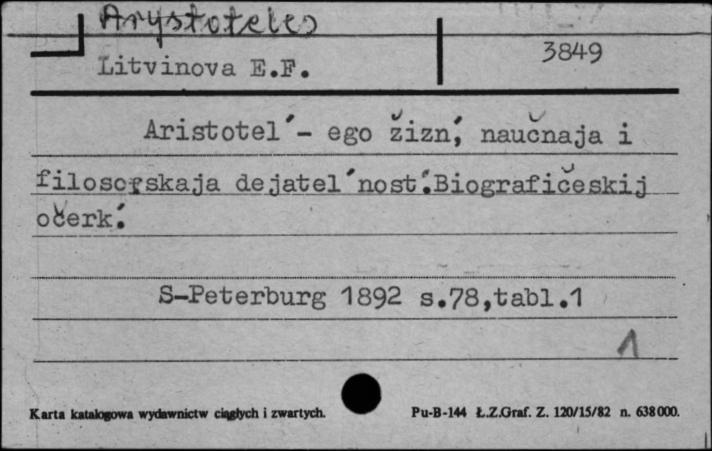 Arystoteles
Litvinova E.F.
3849
Aristotel´- ego žizn,´ naučnaja i
filosofskaja dejatel´nost´.Biografičeskij
očerk.´
S-Peterburg 1892 s.78,tabl.1
1
Karta katalogowa wydawnictw ciągłych i zwartych.
Pu-B-144 Ł.Z.Graf. Z. 120/15/82 n. 638000.